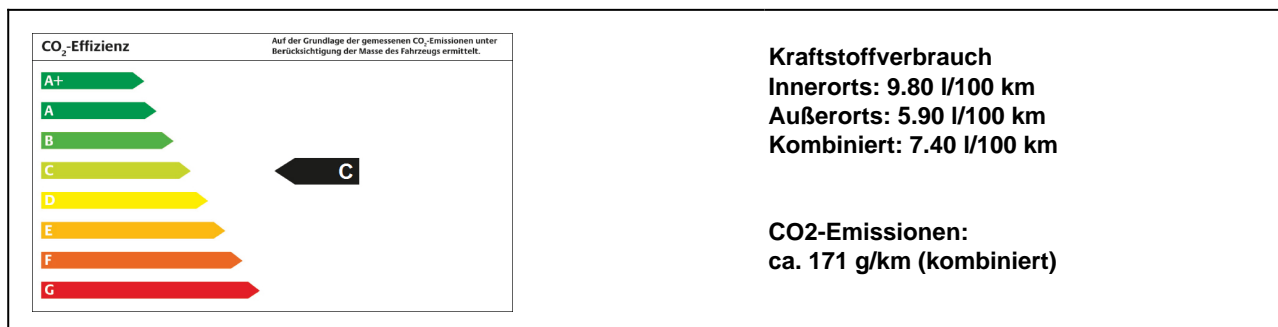 CO2-Effizienz
Auf der Grundlage der gemessenen CO2-Emissionen unter
Berücksichtigung der Masse des Fahrzeugs ermittelt.
A+
A
B
C
C
D
E
F
G
Kraftstoffverbrauch
Innerorts: 9.80 l/100 km
Außerorts: 5.90 l/100 km
Kombiniert: 7.40 l/100 km
CO2-Emissionen:
ca. 171 g/km (kombiniert)